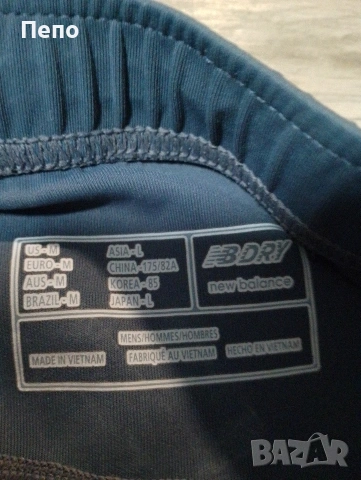 Пепо
US-M
EURO-M
AUS-M
BRAZIL-M
ASIA-L
CHINA-175/82A
KOREA-85
JAPAN-L
NB DRY
new balance
MENS/HOMMES/HOMBRES
MADE IN VIETNAM
FABRIQUÉ AU VIETNAM
HECHO EN VIETNAM
BAZAR
bg